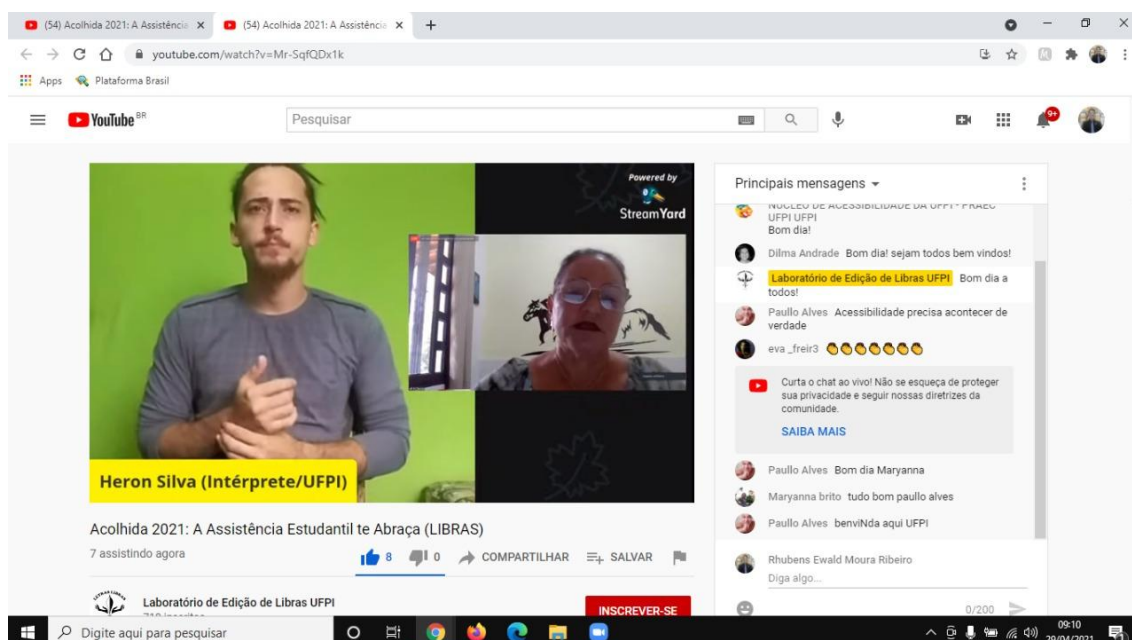 (54) Acolhida 2021: A Assistência
(54) Acolhida 2021: A Assistência
youtube.com/watch?v=Mr-SqfQDx1k
Apps
Plataforma Brasil
YouTube BR
Pesquisar
9+
Powered by
StreamYard
Heron Silva (Intérprete/UFPI)
Acolhida 2021: A Assistência Estudantil te Abraça (LIBRAS)
7 assistindo agora
8
0
COMPARTILHAR
SALVAR
Laboratório de Edição de Libras UFPI
710 inscritos
INSCREVER-SE
Principais mensagens
NÚCLEO DE ACESSIBILIDADE DA UFPI - PRAEC
UFPI UFPI
Bom dia!
Dilma Andrade Bom dia! sejam todos bem vindos!
Laboratório de Edição de Libras UFPI Bom dia a
todos!
Paullo Alves Acessibilidade precisa acontecer de
verdade
eva _freir3 👏👏👏👏👏👏👏
Curta o chat ao vivo! Não se esqueça de proteger
sua privacidade e seguir nossas diretrizes da
comunidade.
SAIBA MAIS
Paullo Alves Bom dia Maryanna
Maryanna brito tudo bom paullo alves
Paullo Alves benviNda aqui UFPI
Rhubens Ewald Moura Ribeiro
Diga algo...
0/200
Digite aqui para pesquisar
09:10
29/04/2021